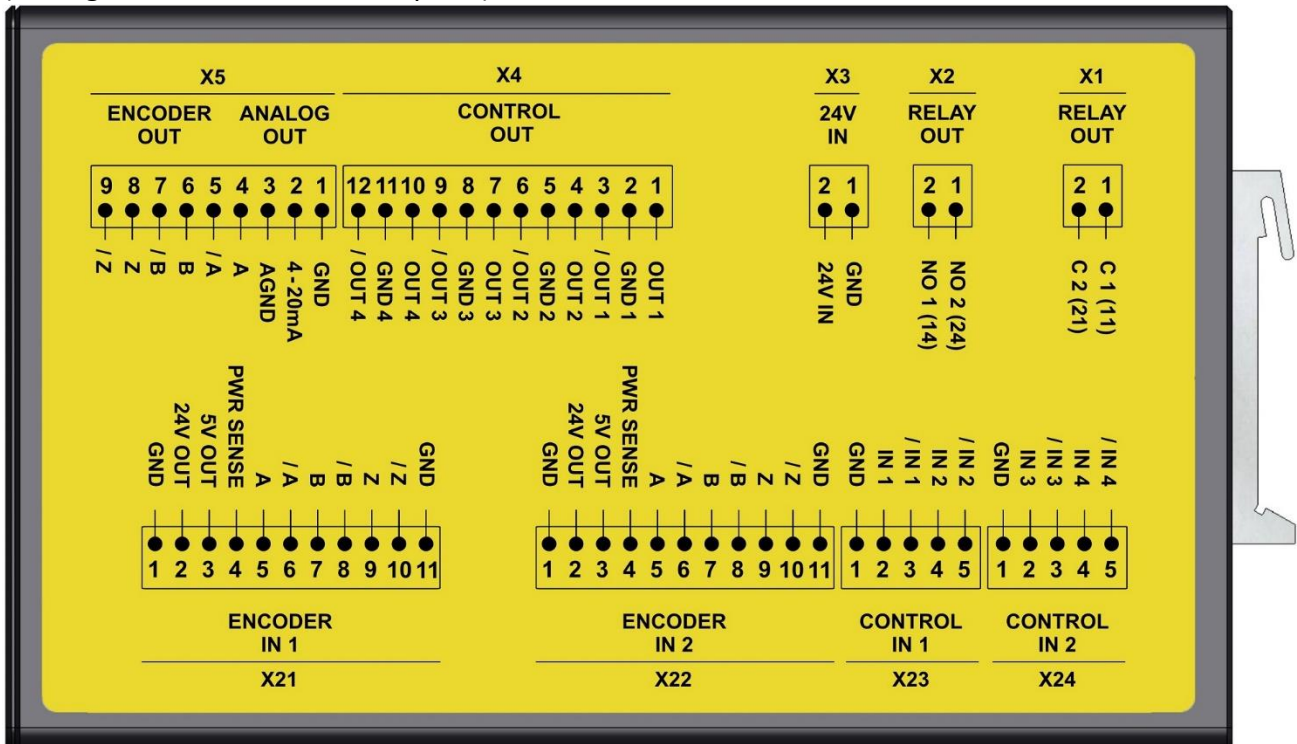 X5 X4 X3 X2 X1
ENCODER OUT
ANALOG OUT
CONTROL OUT
24V IN
RELAY OUT
RELAY OUT
9 8 7 6 5 4 3 2 1
12 11 10 9 8 7 6 5 4 3 2 1
2 1
2 1
2 1
/ Z
Z
/ B
B
/ A
A
AGND
4 - 20mA
GND
/ OUT 4
GND 4
OUT 4
/ OUT 3
GND 3
OUT 3
/ OUT 2
GND 2
OUT 2
/ OUT 1
GND 1
OUT 1
24V IN
GND
NO 1 (14)
NO 2 (24)
C 2 (21)
C 1 (11)
GND
24V OUT
5V OUT
PWR SENSE
A
/ A
B
/ B
Z
/ Z
GND
GND
24V OUT
5V OUT
PWR SENSE
A
/ A
B
/ B
Z
/ Z
GND
GND
IN 1
/ IN 1
IN 2
/ IN 2
GND
IN 3
/ IN 3
IN 4
/ IN 4
1 2 3 4 5 6 7 8 9 10 11
1 2 3 4 5 6 7 8 9 10 11
1 2 3 4 5
1 2 3 4 5
ENCODER
IN 1
X21
ENCODER
IN 2
X22
CONTROL
IN 1
X23
CONTROL
IN 2
X24